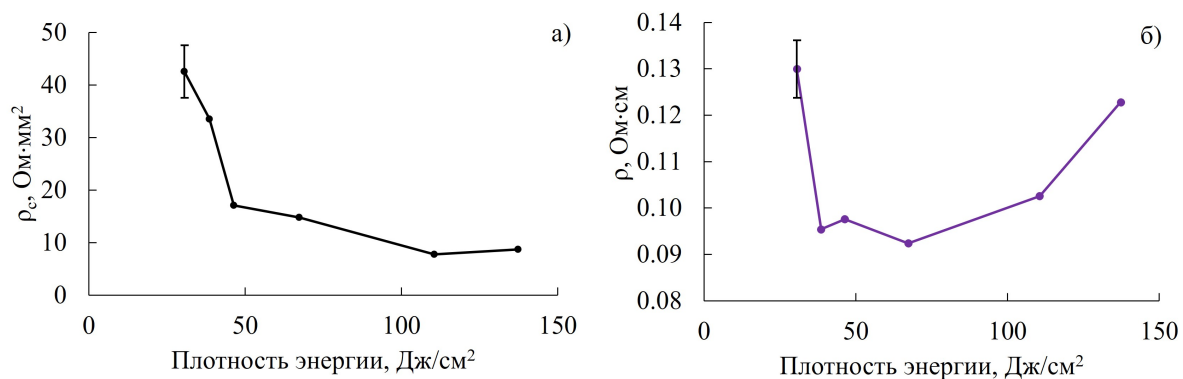 а)
ρс, Ом·мм²
50
40
30
20
10
0
0 50 100 150
Плотность энергии, Дж/см²
б)
ρ, Ом·см
0.14
0.13
0.12
0.11
0.10
0.09
0.08
0 50 100 150
Плотность энергии, Дж/см²